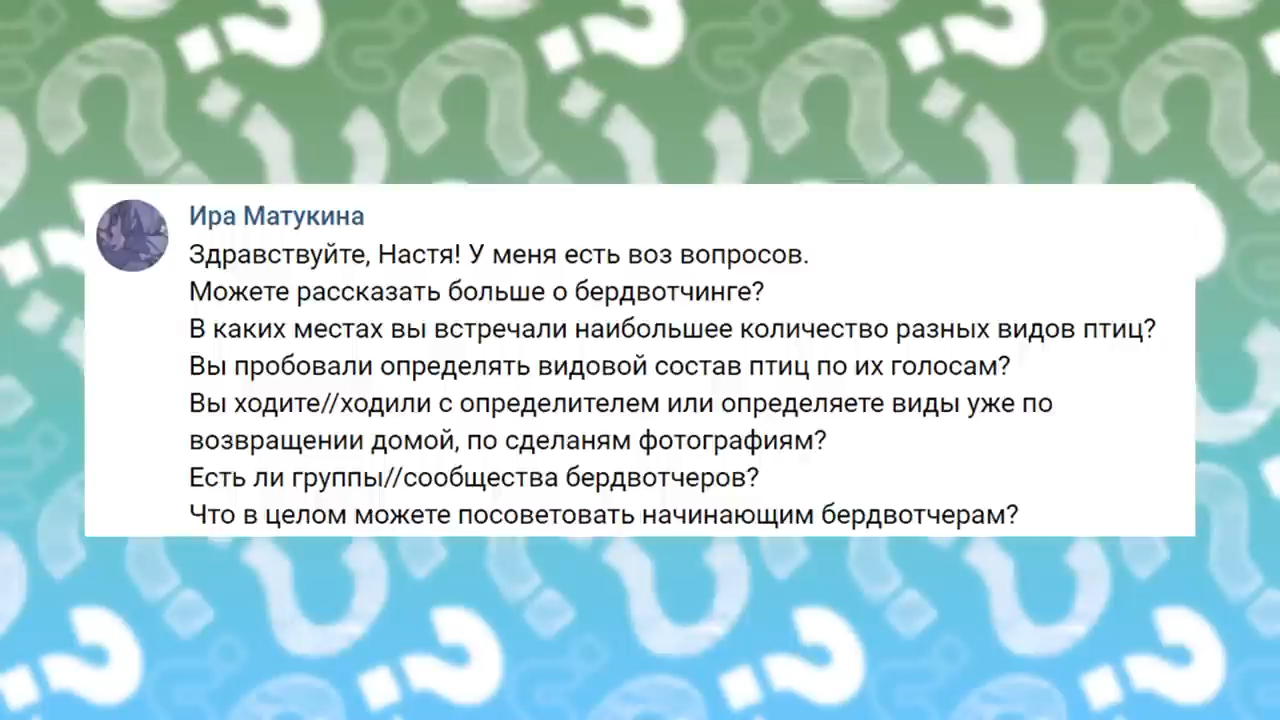 Ира Матукина
Здравствуйте, Настя! У меня есть воз вопросов.
Можете рассказать больше о бердвотчинге?
В каких местах вы встречали наибольшее количество разных видов птиц?
Вы пробовали определять видовой состав птиц по их голосам?
Вы ходите//ходили с определителем или определяете виды уже по
возвращении домой, по сделаням фотографиям?
Есть ли группы//сообщества бердвотчеров?
Что в целом можете посоветовать начинающим бердвотчерам?